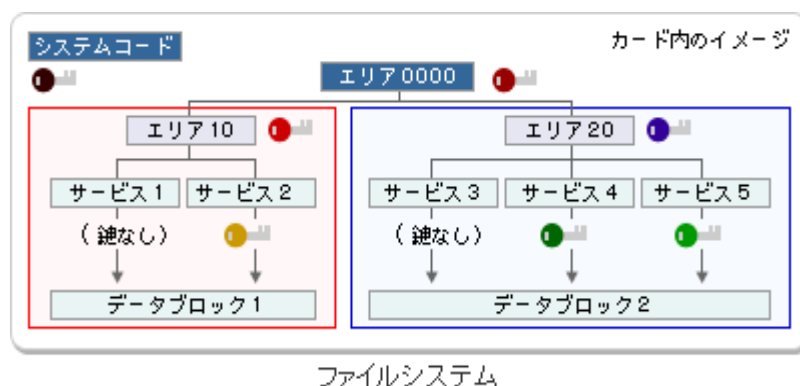 システムコード
カード内のイメージ
エリア0000
エリア10
エリア20
サービス1
サービス2
サービス3
サービス4
サービス5
(鍵なし)
(鍵なし)
データブロック1
データブロック2
ファイルシステム